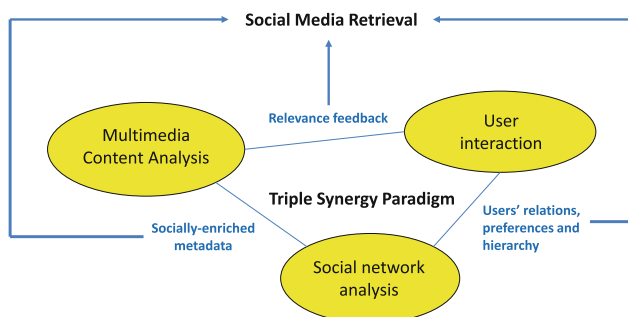 Social Media Retrieval
Relevance feedback
Multimedia
Content Analysis
User
interaction
Triple Synergy Paradigm
Socially-enriched
metadata
Users' relations,
preferences and
hierarchy
Social network
analysis